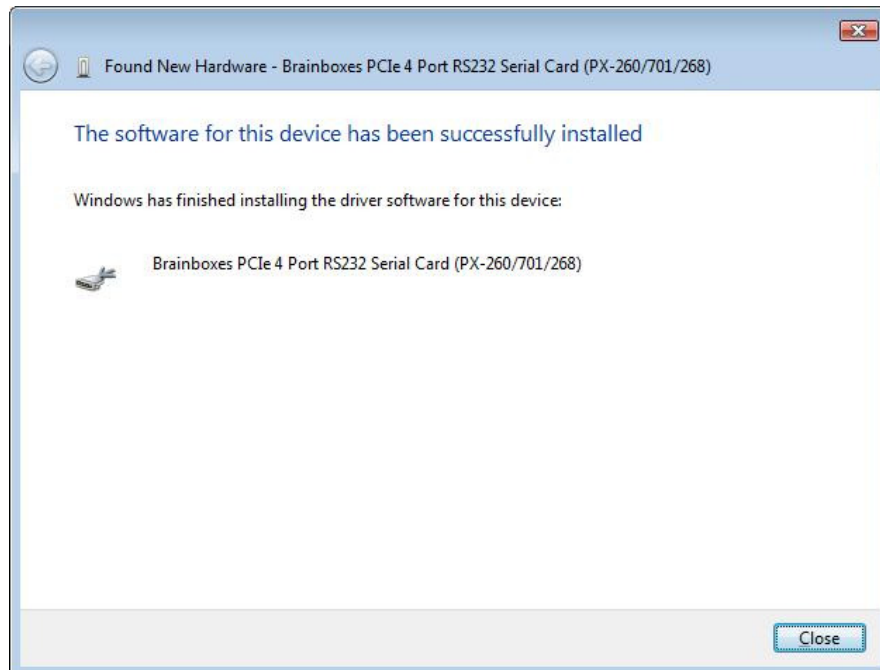 Found New Hardware - Brainboxes PCIe 4 Port RS232 Serial Card (PX-260/701/268)
The software for this device has been successfully installed
Windows has finished installing the driver software for this device:
Brainboxes PCIe 4 Port RS232 Serial Card (PX-260/701/268)
Close